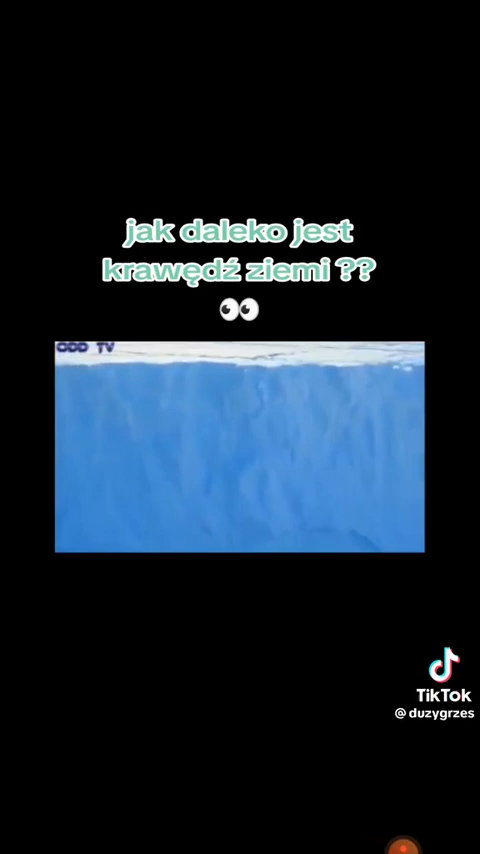 jak daleko jest
krawędź ziemi ??
👀
ODD TV
TikTok
@duzygrzes